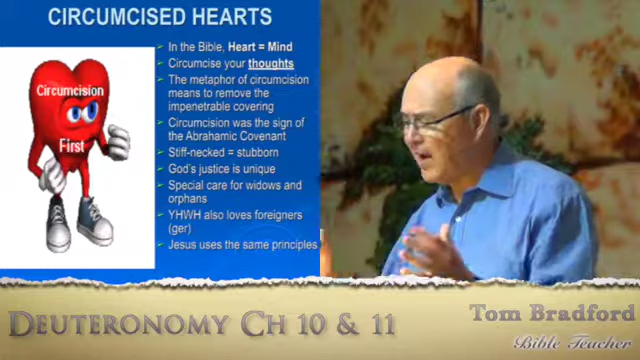 CIRCUMCISED HEARTS
Circumcision
First
In the Bible, Heart = Mind
Circumcise your thoughts
The metaphor of circumcision
means to remove the
impenetrable covering
Circumcision was the sign of
the Abrahamic Covenant
Stiff-necked = stubborn
God's justice is unique
Special care for widows and
orphans
YHWH also loves foreigners
(ger)
Jesus uses the same principles
Tom Bradford
Deuteronomy Ch 10 & 11
Bible Teacher